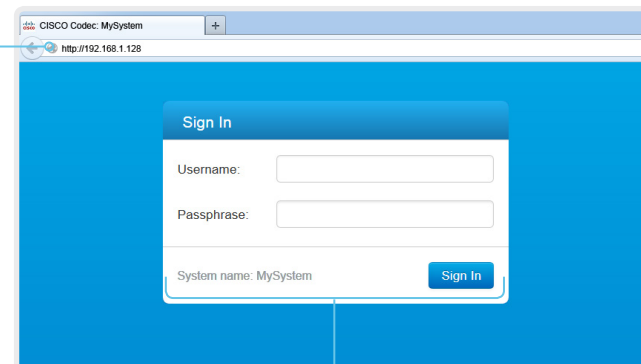 CISCO Codec: MySystem
+
http://192.168.1.128
Sign In
Username:
Passphrase:
System name: MySystem
Sign In